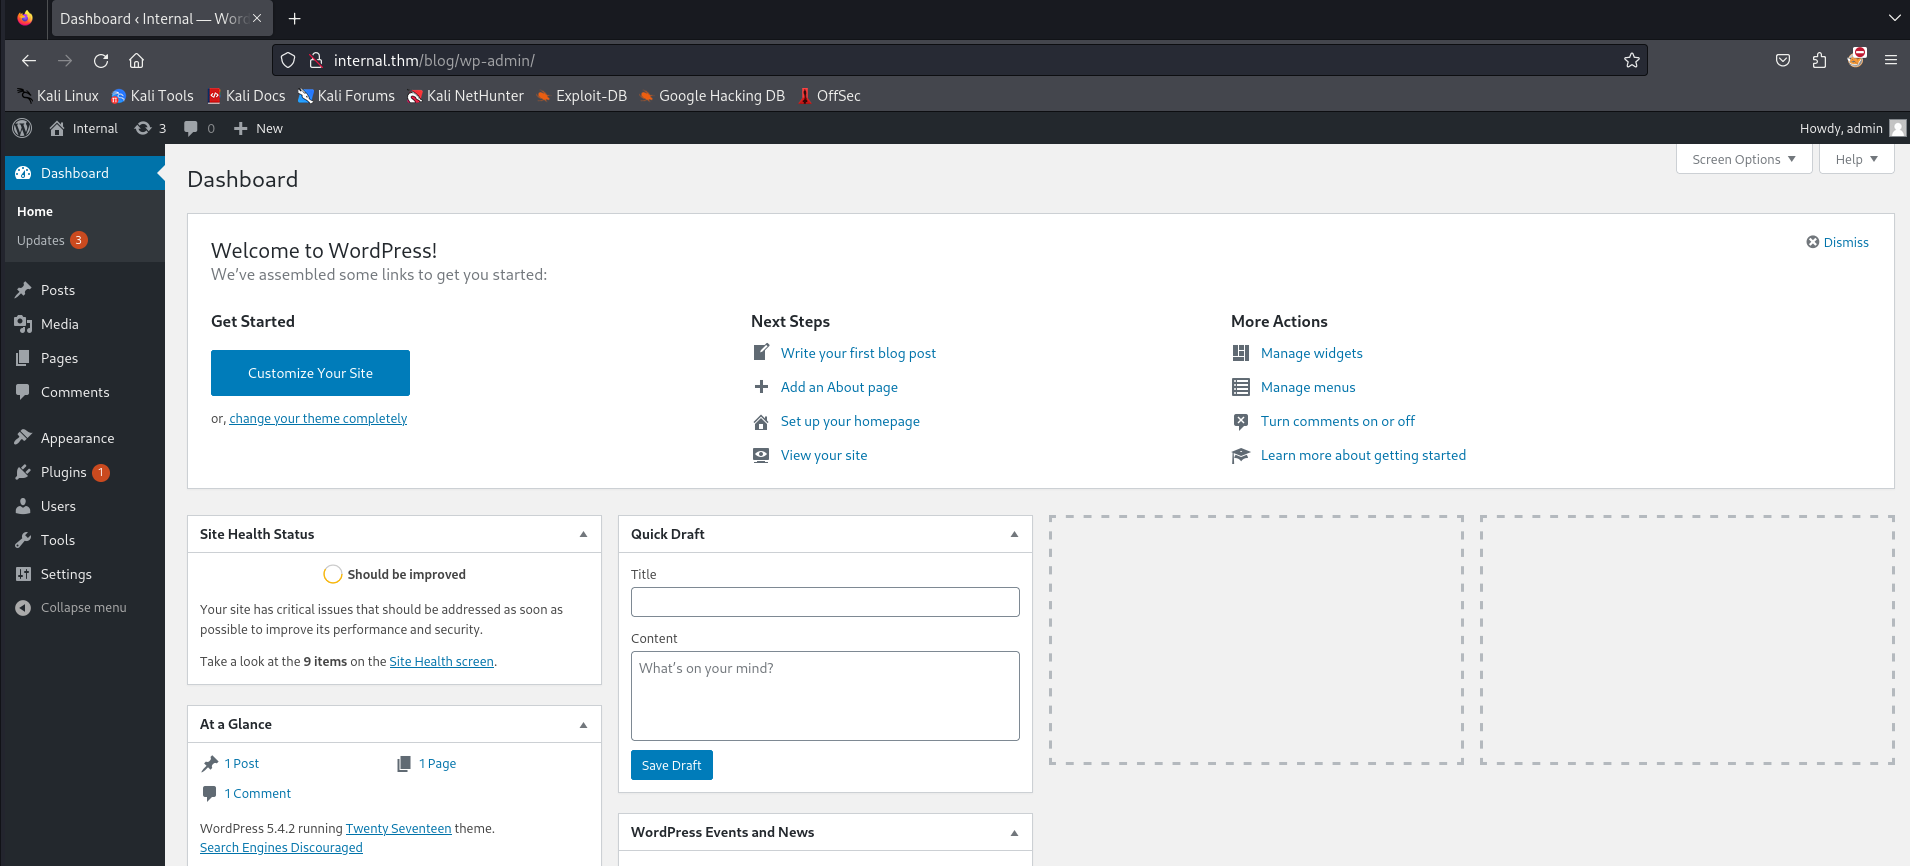 Dashboard ‹ Internal — Word
internal.thm/blog/wp-admin/
Kali Linux Kali Tools Kali Docs Kali Forums Kali NetHunter Exploit-DB Google Hacking DB OffSec
Internal 3 0 New Howdy, admin
Screen Options Help
Dashboard
Home
Updates 3
Posts
Media
Pages
Comments
Appearance
Plugins 1
Users
Tools
Settings
Collapse menu
Dashboard
Welcome to WordPress!
We’ve assembled some links to get you started:
Dismiss
Get Started
Customize Your Site
or, change your theme completely
Next Steps
Write your first blog post
Add an About page
Set up your homepage
View your site
More Actions
Manage widgets
Manage menus
Turn comments on or off
Learn more about getting started
Site Health Status
Should be improved
Your site has critical issues that should be addressed as soon as
possible to improve its performance and security.
Take a look at the 9 items on the Site Health screen.
At a Glance
1 Post 1 Page
1 Comment
WordPress 5.4.2 running Twenty Seventeen theme.
Search Engines Discouraged
Quick Draft
Title
Content
What’s on your mind?
Save Draft
WordPress Events and News